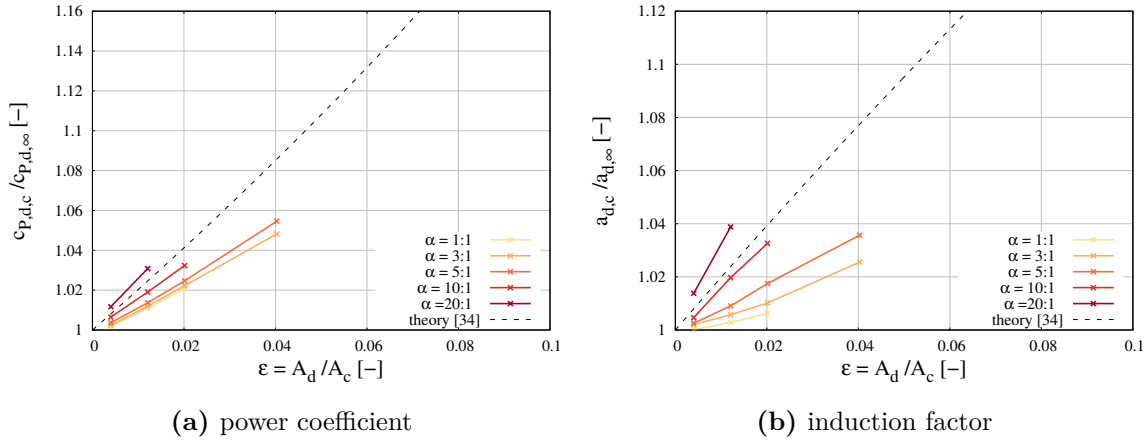 1.16
1.14
1.12
1.1
1.08
1.06
1.04
1.02
1
c_P,d,c /c_P,d,∞ [−]
α = 1:1
α = 3:1
α = 5:1
α = 10:1
α =20:1
theory [34]
0 0.02 0.04 0.06 0.08 0.1
ε = A_d /A_c [−]
(a) power coefficient
1.12
1.1
1.08
1.06
1.04
1.02
1
a_d,c /a_d,∞ [−]
α = 1:1
α = 3:1
α = 5:1
α = 10:1
α =20:1
theory [34]
0 0.02 0.04 0.06 0.08 0.1
ε = A_d /A_c [−]
(b) induction factor